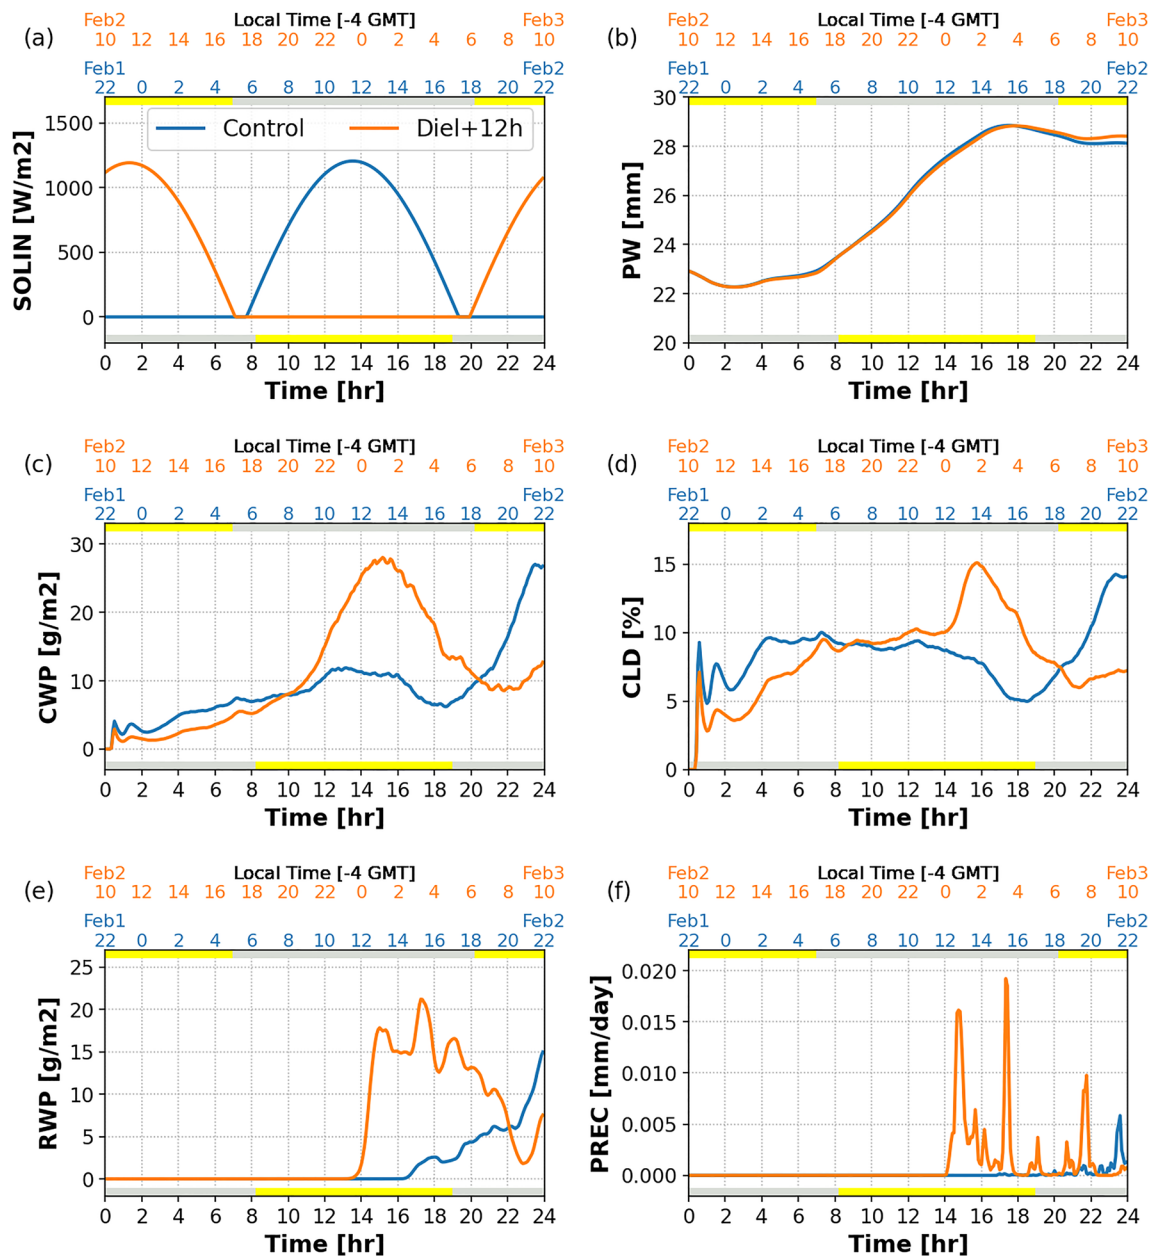 (a)
Feb2 Local Time [-4 GMT] Feb3
10 12 14 16 18 20 22 0 2 4 6 8 10
Feb1 Feb2
22 0 2 4 6 8 10 12 14 16 18 20 22
Control Diel+12h
SOLIN [W/m2]
1500
1000
500
0
0 2 4 6 8 10 12 14 16 18 20 22 24
Time [hr]
(b)
Feb2 Local Time [-4 GMT] Feb3
10 12 14 16 18 20 22 0 2 4 6 8 10
Feb1 Feb2
22 0 2 4 6 8 10 12 14 16 18 20 22
PW [mm]
30
28
26
24
22
20
0 2 4 6 8 10 12 14 16 18 20 22 24
Time [hr]
(c)
Feb2 Local Time [-4 GMT] Feb3
10 12 14 16 18 20 22 0 2 4 6 8 10
Feb1 Feb2
22 0 2 4 6 8 10 12 14 16 18 20 22
CWP [g/m2]
30
20
10
0
0 2 4 6 8 10 12 14 16 18 20 22 24
Time [hr]
(d)
Feb2 Local Time [-4 GMT] Feb3
10 12 14 16 18 20 22 0 2 4 6 8 10
Feb1 Feb2
22 0 2 4 6 8 10 12 14 16 18 20 22
CLD [%]
15
10
5
0
0 2 4 6 8 10 12 14 16 18 20 22 24
Time [hr]
(e)
Feb2 Local Time [-4 GMT] Feb3
10 12 14 16 18 20 22 0 2 4 6 8 10
Feb1 Feb2
22 0 2 4 6 8 10 12 14 16 18 20 22
RWP [g/m2]
25
20
15
10
5
0
0 2 4 6 8 10 12 14 16 18 20 22 24
Time [hr]
(f)
Feb2 Local Time [-4 GMT] Feb3
10 12 14 16 18 20 22 0 2 4 6 8 10
Feb1 Feb2
22 0 2 4 6 8 10 12 14 16 18 20 22
PREC [mm/day]
0.020
0.015
0.010
0.005
0.000
0 2 4 6 8 10 12 14 16 18 20 22 24
Time [hr]